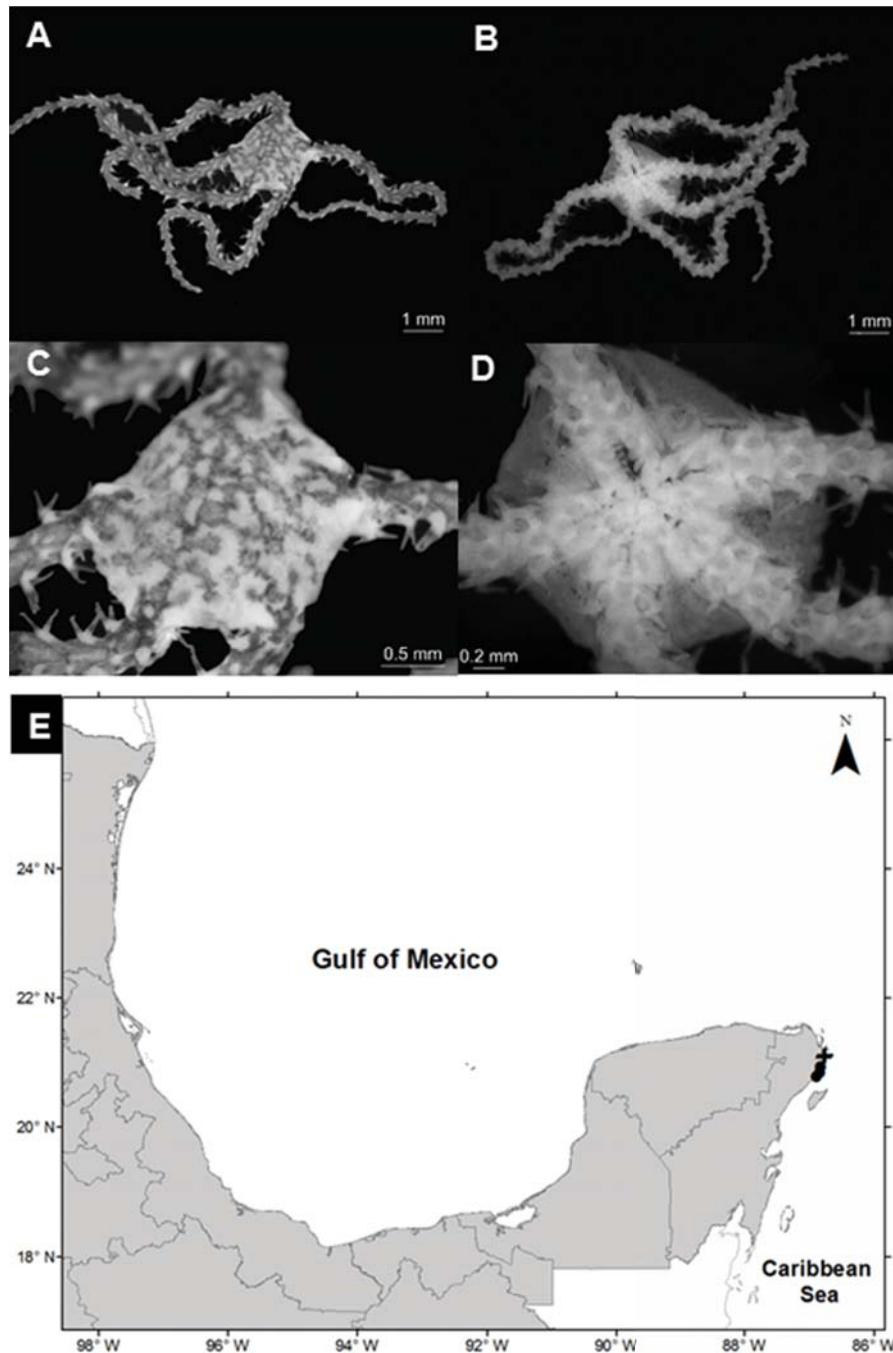 A
B
1 mm
1 mm
C
D
0.5 mm
0.2 mm
E
N
24° N
22° N
20° N
18° N
Gulf of Mexico
Caribbean
Sea
98° W
96° W
94° W
92° W
90° W
88° W
86° W